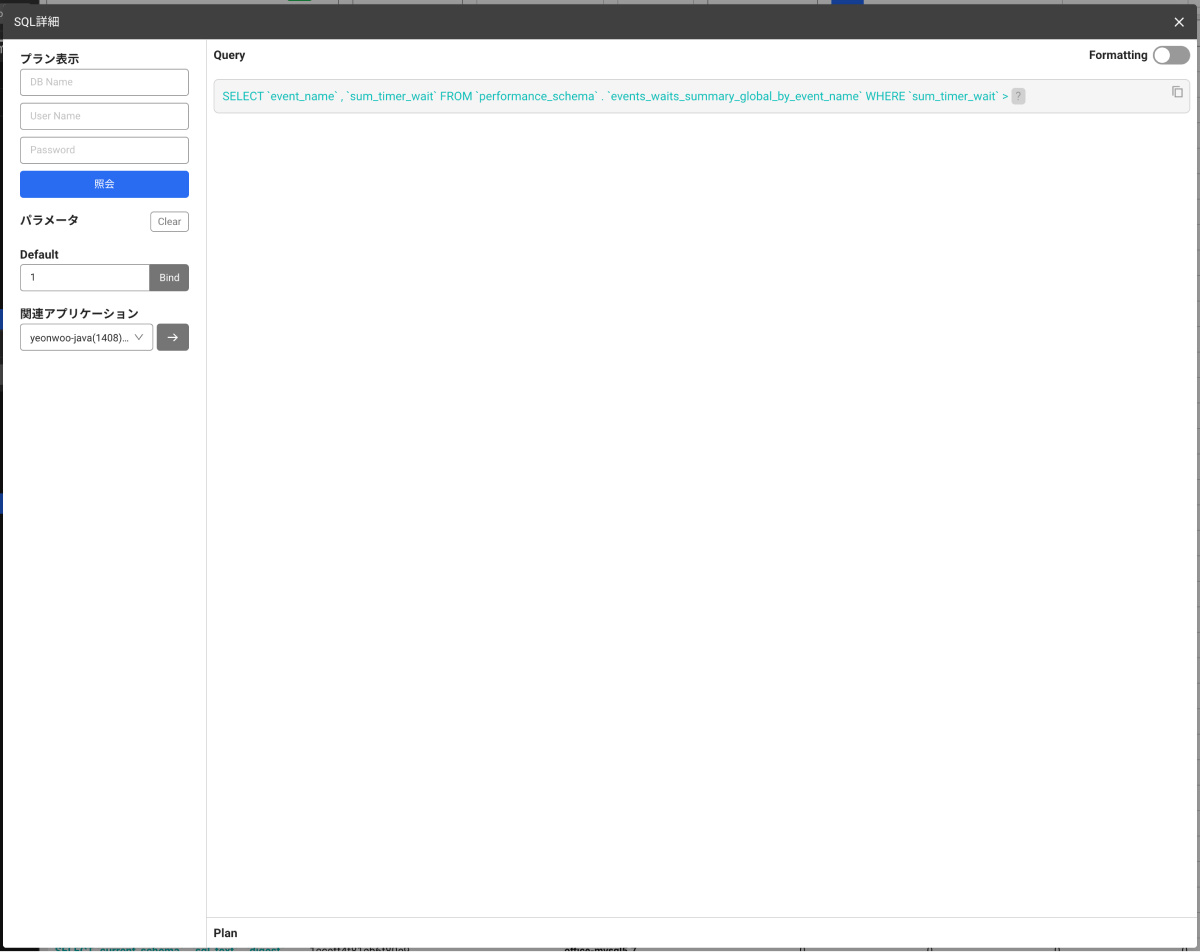 SQL詳細
プラン表示
DB Name
User Name
Password
照会
パラメータ
Clear
Default
1
Bind
関連アプリケーション
yeonwoo-java(1408)...
Query
Formatting
SELECT `event_name` , `sum_timer_wait` FROM `performance_schema` . `events_waits_summary_global_by_event_name` WHERE `sum_timer_wait` > ?
Plan